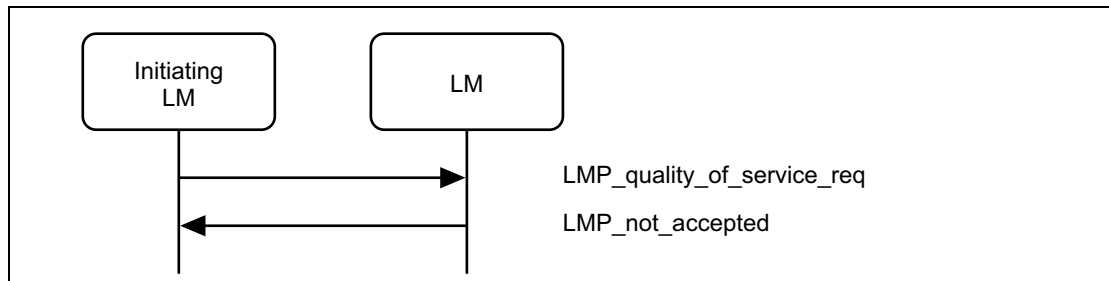 Initiating
LM
LM
LMP_quality_of_service_req
LMP_not_accepted